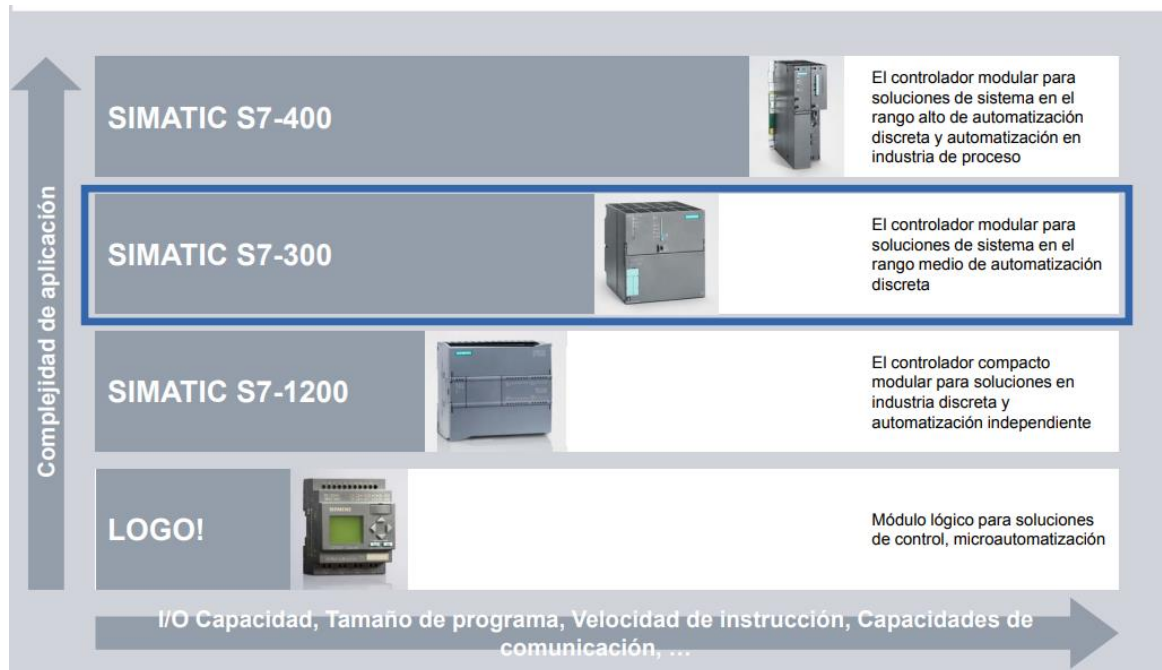 Complejidad de aplicación
SIMATIC S7-400
El controlador modular para
soluciones de sistema en el
rango alto de automatización
discreta y automatización en
industria de proceso
SIMATIC S7-300
El controlador modular para
soluciones de sistema en el
rango medio de automatización
discreta
SIMATIC S7-1200
El controlador compacto
modular para soluciones en
industria discreta y
automatización independiente
LOGO!
SIEMENS
Módulo lógico para soluciones
de control, microautomatización
I/O Capacidad, Tamaño de programa, Velocidad de instrucción, Capacidades de
comunicación, ...